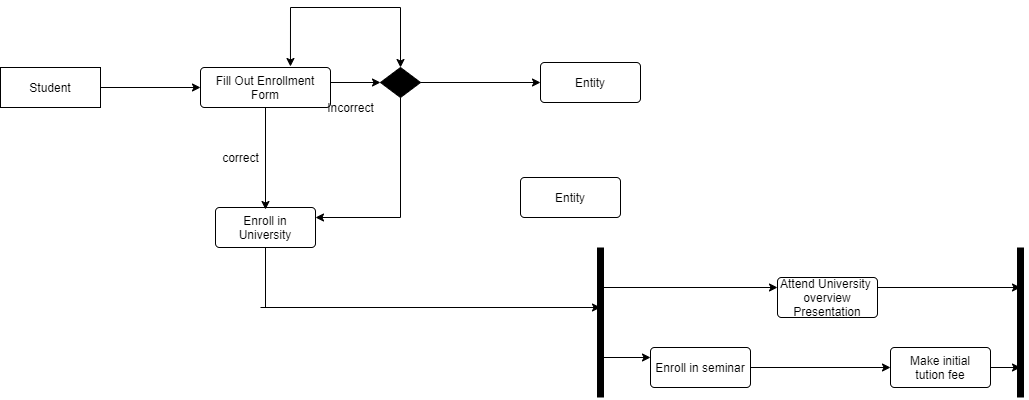 Student
Fill Out Enrollment
Form
Incorrect
Entity
correct
Entity
Enroll in
University
Attend University
overview
Presentation
Enroll in seminar
Make initial
tution fee